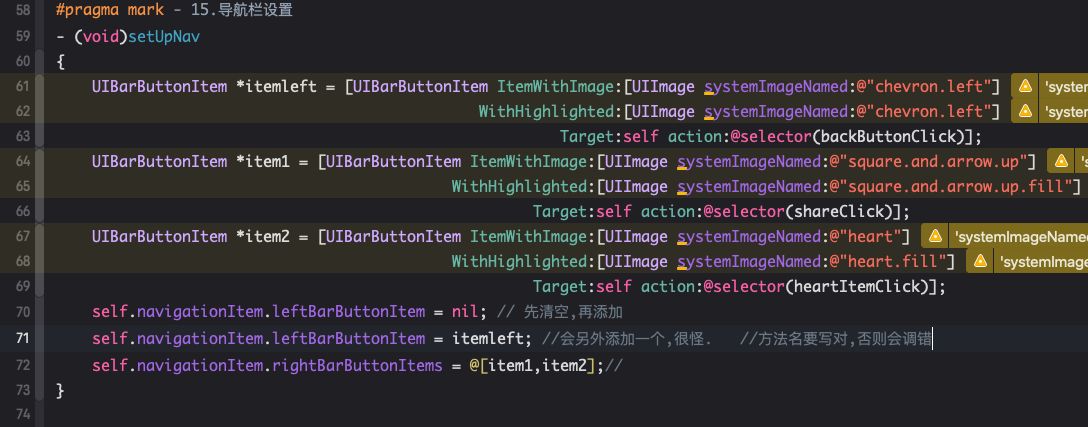 58 #pragma mark - 15.导航栏设置
59 - (void)setUpNav
60 {
61 UIBarButtonItem *itemleft = [UIBarButtonItem ItemWithImage:[UIImage systemImageNamed:@"chevron.left"] 'system
62 WithHighlighted:[UIImage systemImageNamed:@"chevron.left"] 'system
63 Target:self action:@selector(backButtonClick)];
64 UIBarButtonItem *item1 = [UIBarButtonItem ItemWithImage:[UIImage systemImageNamed:@"square.and.arrow.up"] 's
65 WithHighlighted:[UIImage systemImageNamed:@"square.and.arrow.up.fill"]
66 Target:self action:@selector(shareClick)];
67 UIBarButtonItem *item2 = [UIBarButtonItem ItemWithImage:[UIImage systemImageNamed:@"heart"] 'systemImageNamed
68 WithHighlighted:[UIImage systemImageNamed:@"heart.fill"] 'systemImage
69 Target:self action:@selector(heartItemClick)];
70 self.navigationItem.leftBarButtonItem = nil; // 先清空,再添加
71 self.navigationItem.leftBarButtonItem = itemleft; //会另外添加一个,很怪. //方法名要写对,否则会调错
72 self.navigationItem.rightBarButtonItems = @[item1,item2];//
73 }
74